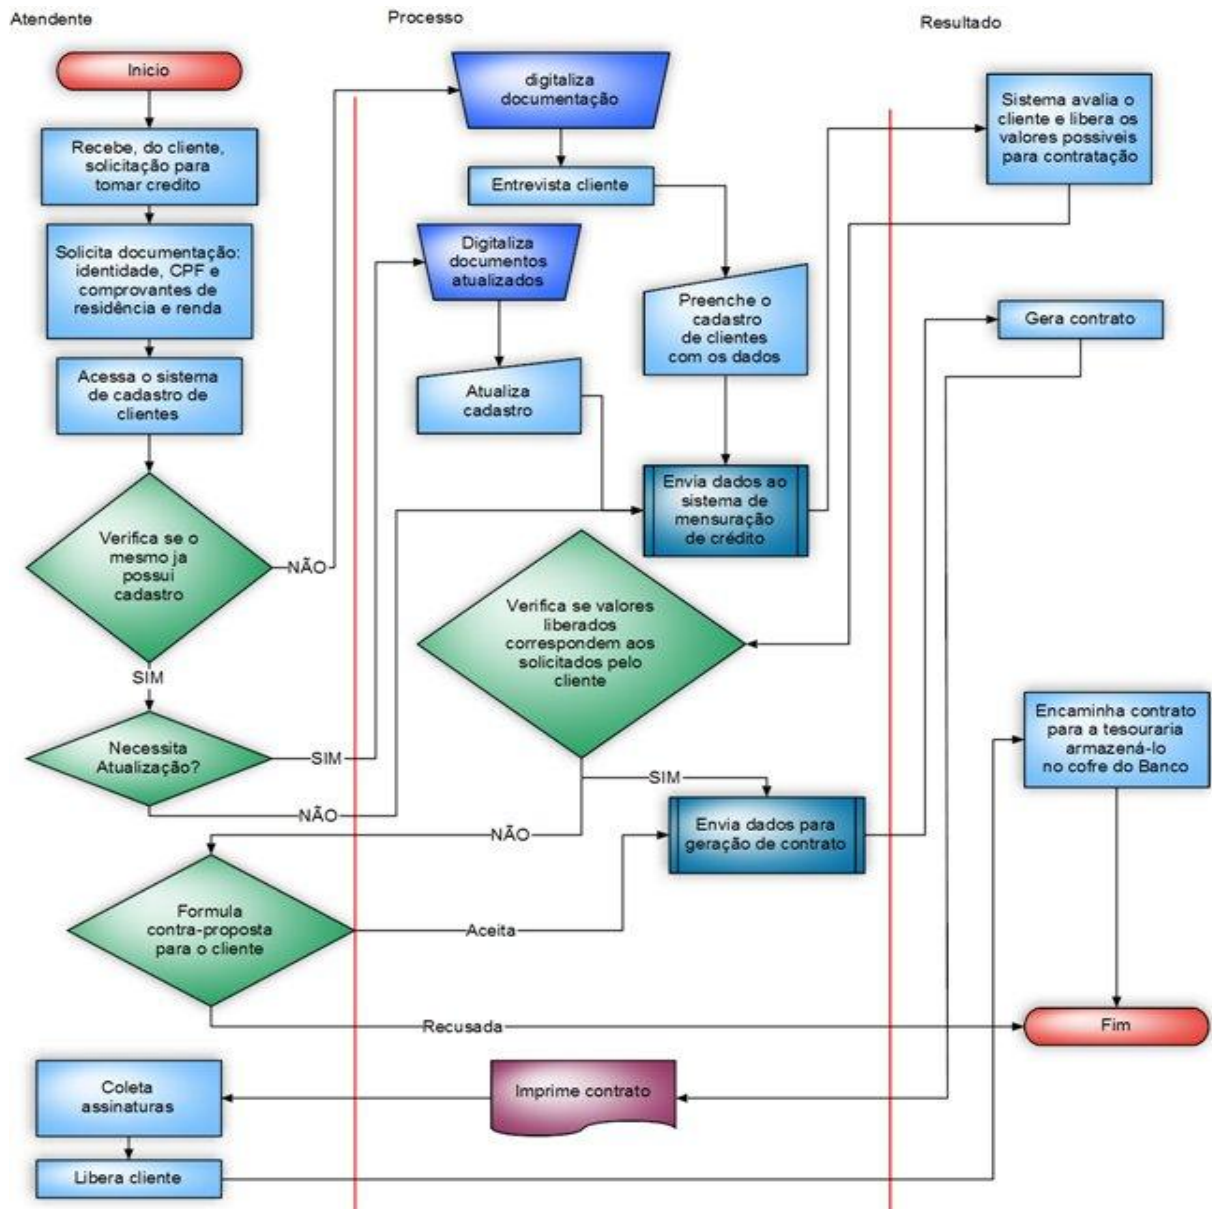 Atendente
Processo
Resultado
Inicio
Recebe, do cliente,
solicitação para
tomar credito
Solicita documentação:
identidade, CPF e
comprovantes de
residência e renda
Acessa o sistema
de cadastro de
clientes
Verifica se o
mesmo ja
possui
cadastro
NÃO
SIM
Necessita
Atualização?
SIM
NÃO
digitaliza
documentação
Entrevista cliente
Digitaliza
documentos
atualizados
Preenche o
cadastro
de clientes
com os dados
Atualiza
cadastro
Envia dados ao
sistema de
mensuração
de crédito
Sistema avalia o
cliente e libera os
valores possiveis
para contratação
Verifica se valores
liberados
correspondem aos
solicitados pelo
cliente
SIM
NÃO
Envia dados para
geração de contrato
Gera contrato
Formula
contra-proposta
para o cliente
Aceita
Recusada
Encaminha contrato
para a tesouraria
armazená-lo
no cofre do Banco
Fim
Imprime contrato
Coleta
assinaturas
Libera cliente